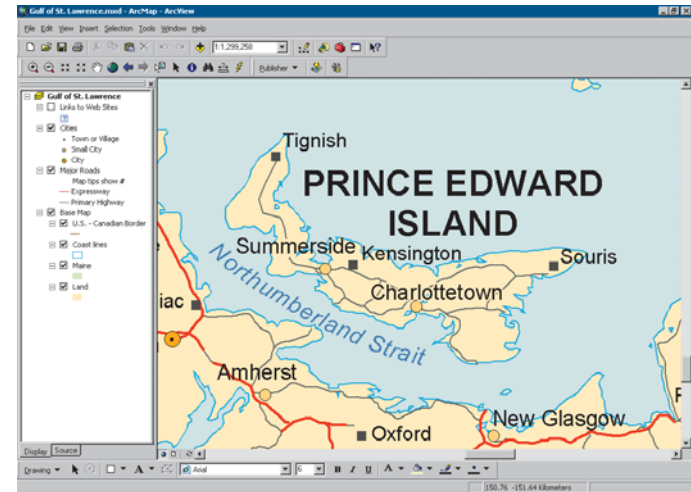 Gulf of St. Lawrence.mxd - ArcMap - ArcView
File Edit View Insert Selection Tools Window Help
1:1,299,258
Publisher
Gulf of St. Lawrence
Links to Web Sites
Cities
Town or Village
Small City
City
Major Roads
Map tips show #
Expressway
Primary Highway
Base Map
U.S. - Canadian Border
Coast lines
Maine
Land
Tignish
PRINCE EDWARD
ISLAND
Summerside
Kensington
Souris
Charlottetown
Northumberland Strait
iac
Amherst
Oxford
New Glasgow
Display Source
Drawing A Arial 6 B I U A
150.76 -151.64 Kilometers